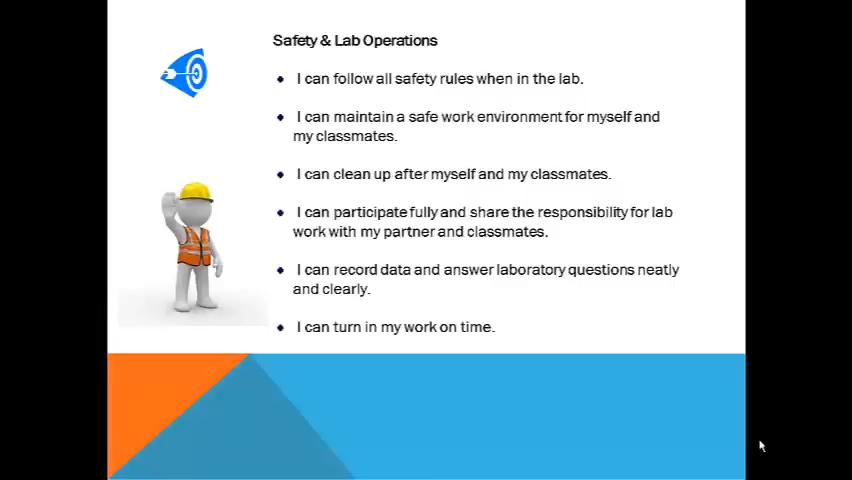 Safety & Lab Operations
I can follow all safety rules when in the lab.
I can maintain a safe work environment for myself and
my classmates.
I can clean up after myself and my classmates.
I can participate fully and share the responsibility for lab
work with my partner and classmates.
I can record data and answer laboratory questions neatly
and clearly.
I can turn in my work on time.